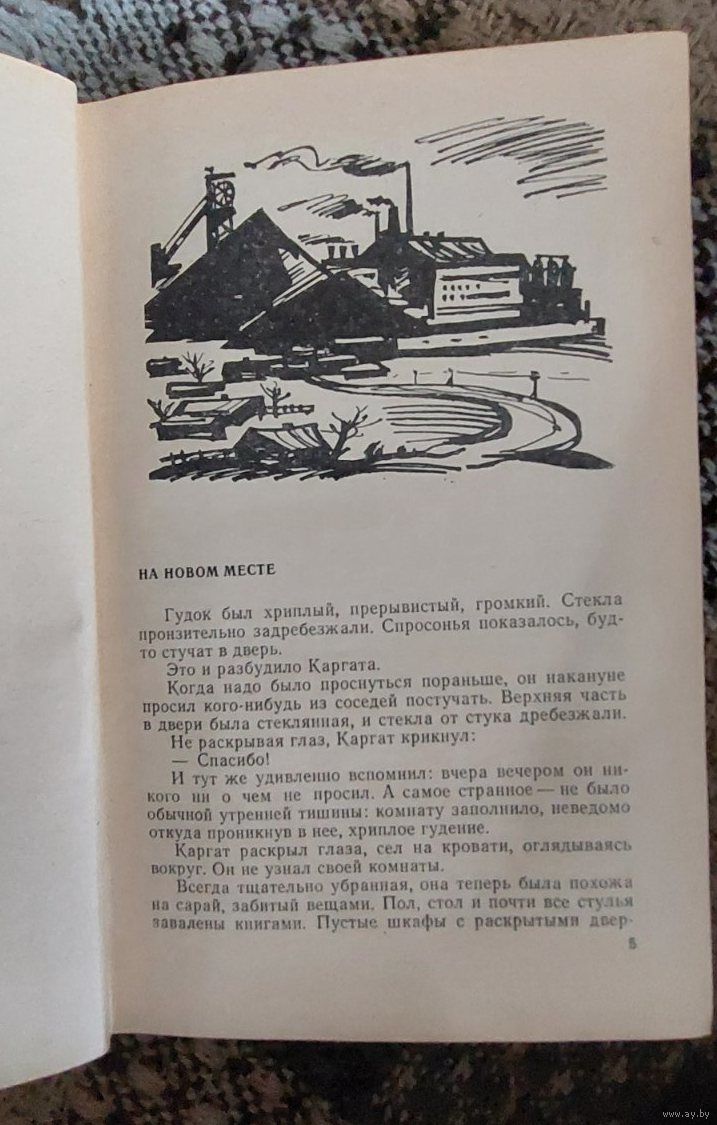 НА НОВОМ МЕСТЕ
Гудок был хриплый, прерывистый, громкий. Стекла
пронзительно задребезжали. Спросонья показалось, буд-
то стучат в дверь.
Это и разбудило Каргата.
Когда надо было проснуться пораньше, он накануне
просил кого-нибудь из соседей постучать. Верхняя часть
в двери была стеклянная, и стекла от стука дребезжали.
Не раскрывая глаз, Каргат крикнул:
— Спасибо!
И тут же удивленно вспомнил: вчера вечером он ни-
кого ни о чем не просил. А самое странное — не было
обычной утренней тишины: комнату заполнило, неведомо
откуда проникнув в нее, хриплое гудение.
Каргат раскрыл глаза, сел на кровати, оглядываясь
вокруг. Он не узнал своей комнаты.
Всегда тщательно убранная, она теперь была похожа
на сарай, забитый вещами. Пол, стол и почти все стулья
завалены книгами. Пустые шкафы с раскрытыми двер-
5
www.ay.by